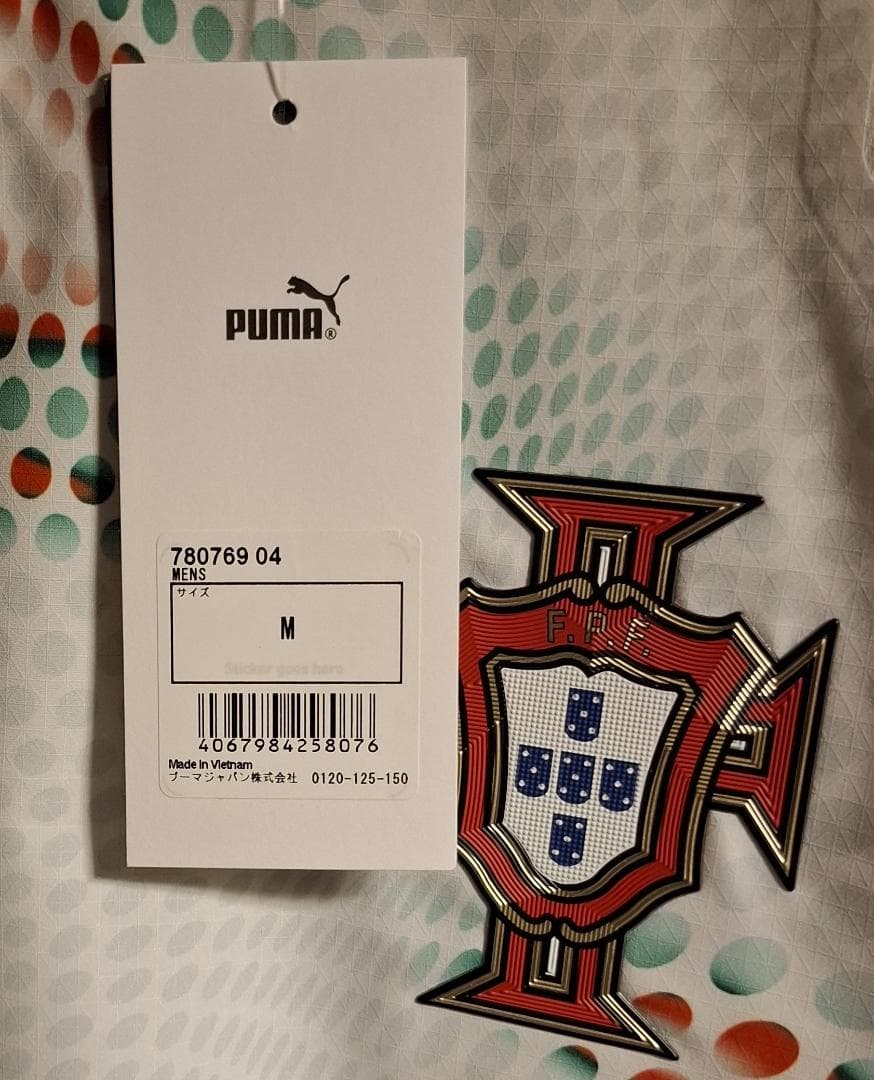 PUMA®
780769 04
MENS
サイズ
M
Sticker goes here
4067984258076
Made in Vietnam
プーマジャパン株式会社 0120-125-150
F.P.F.